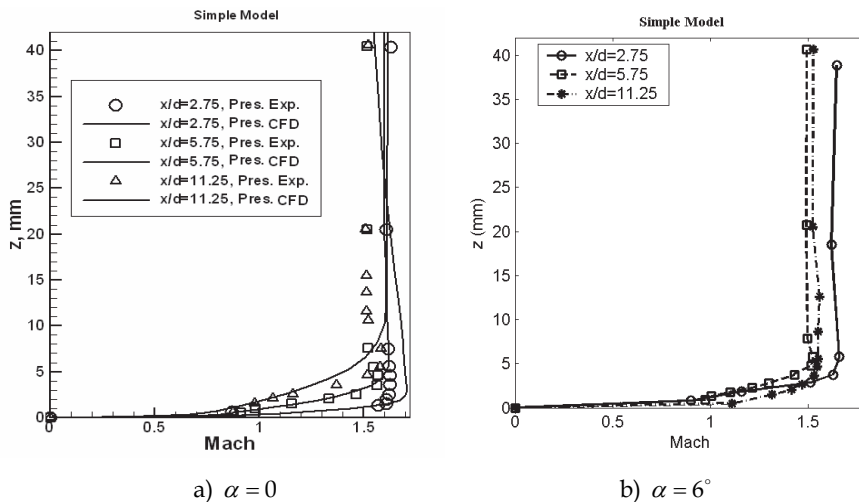 Simple Model
z, mm
40
35
30
25
20
15
10
5
0
x/d=2.75, Pres. Exp.
x/d=2.75, Pres. CFD
x/d=5.75, Pres. Exp.
x/d=5.75, Pres. CFD
x/d=11.25, Pres. Exp.
x/d=11.25, Pres. CFD
0 0.5 1 1.5
Mach
a) α = 0
Simple Model
z (mm)
40
35
30
25
20
15
10
5
0
x/d=2.75
x/d=5.75
x/d=11.25
0 0.5 1 1.5
Mach
b) α = 6°